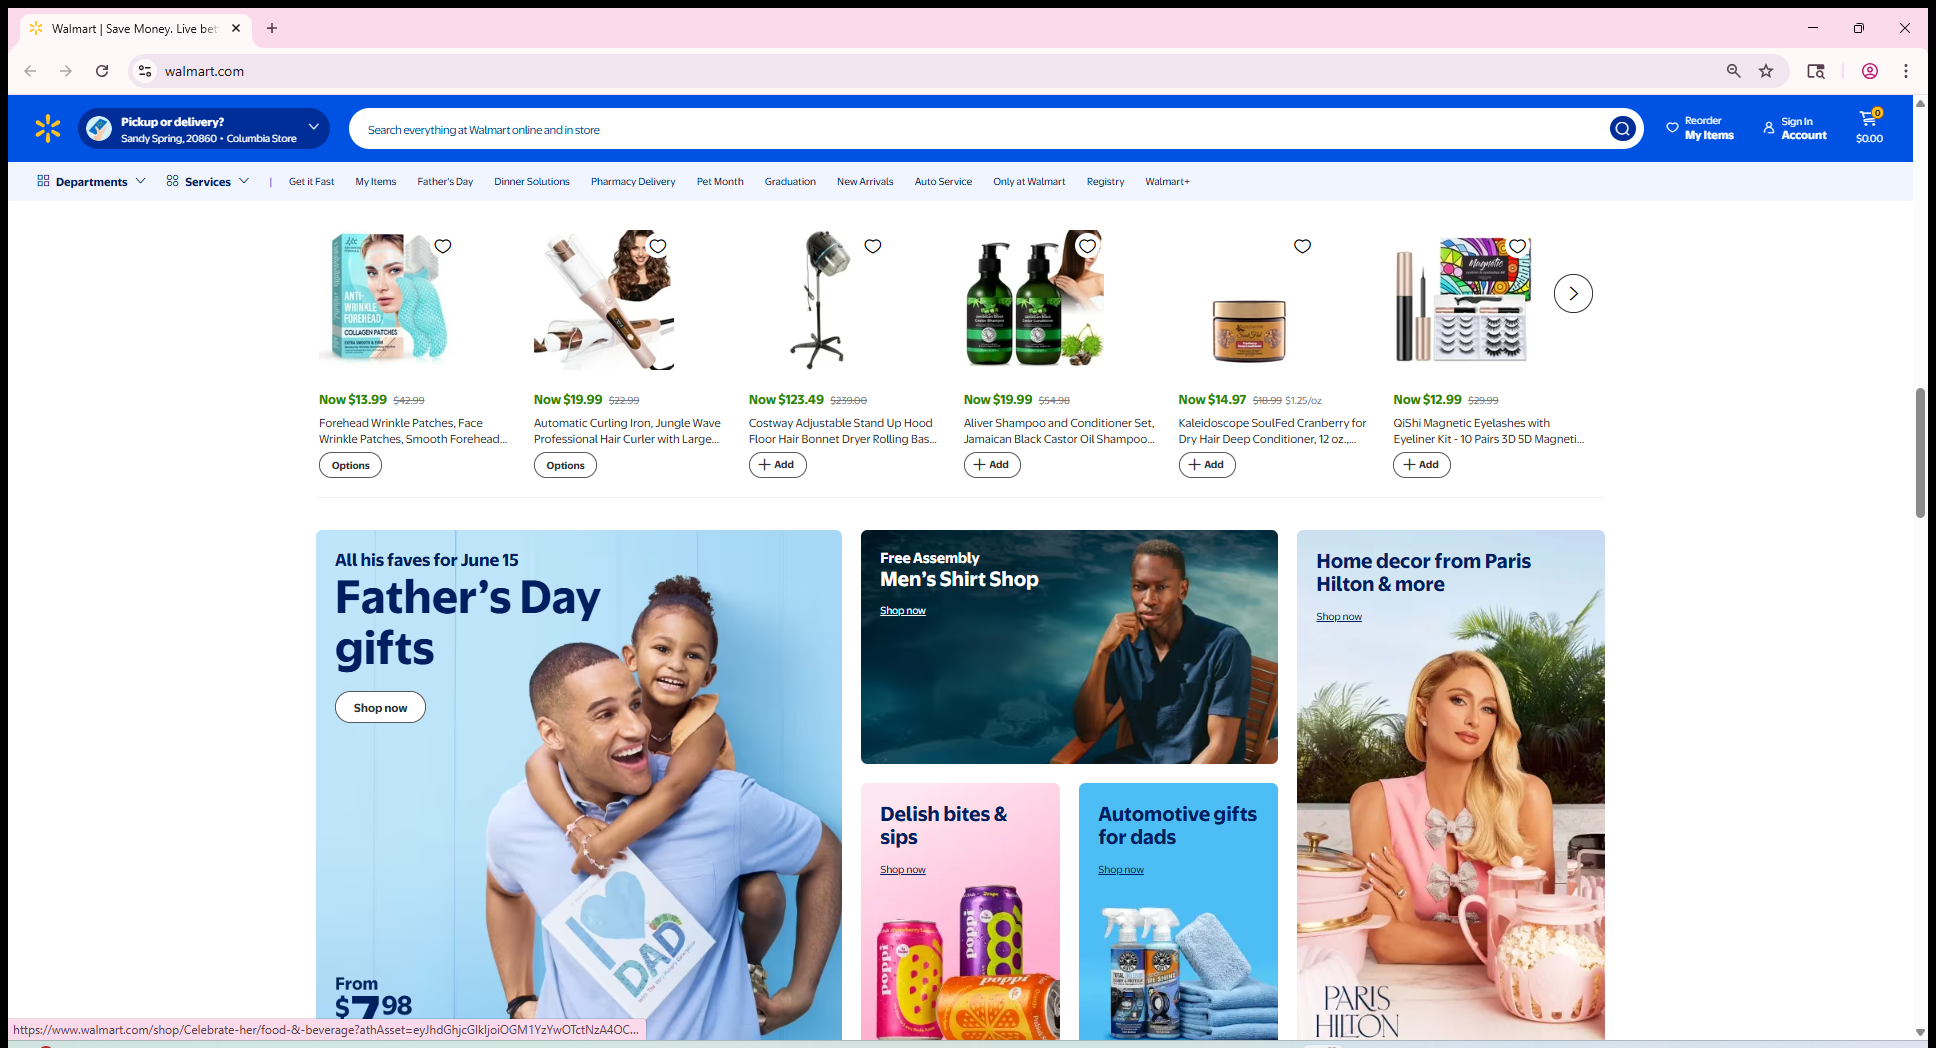 Walmart | Save Money. Live bet
walmart.com
Pickup or delivery?
Sandy Spring, 20860 • Columbia Store
Search everything at Walmart online and in store
Reorder
My Items
Sign In
Account
0
$0.00
Departments
Services
Get it Fast
My Items
Father's Day
Dinner Solutions
Pharmacy Delivery
Pet Month
Graduation
New Arrivals
Auto Service
Only at Walmart
Registry
Walmart+
ANTI-
WRINKLE
FOREHEAD
COLLAGEN PATCHES
Magnetic
Now $13.99 $42.99
Forehead Wrinkle Patches, Face
Wrinkle Patches, Smooth Forehead...
Options
Now $19.99 $22.99
Automatic Curling Iron, Jungle Wave
Professional Hair Curler with Large...
Options
Now $123.49 $239.00
Costway Adjustable Stand Up Hood
Floor Hair Bonnet Dryer Rolling Bas...
+ Add
Now $19.99 $54.98
Aliver Shampoo and Conditioner Set,
Jamaican Black Castor Oil Shampoo...
+ Add
Now $14.97 $18.99 $1.25/oz
Kaleidoscope SoulFed Cranberry for
Dry Hair Deep Conditioner, 12 oz.,...
+ Add
Now $12.99 $29.99
QiShi Magnetic Eyelashes with
Eyeliner Kit - 10 Pairs 3D 5D Magneti...
+ Add
All his faves for June 15
Father's Day
gifts
Shop now
I
DAD
From
$7.98
Free Assembly
Men's Shirt Shop
Shop now
Delish bites &
sips
Shop now
poppi
poppi
poppi
Automotive gifts
for dads
Shop now
Home decor from Paris
Hilton & more
Shop now
PARIS
HILTON
https://www.walmart.com/shop/Celebrate-her/food-&-beverage?athAsset=eyJhdGhjcGlkIjoiOGM1YzYwOTctNzA4OC...